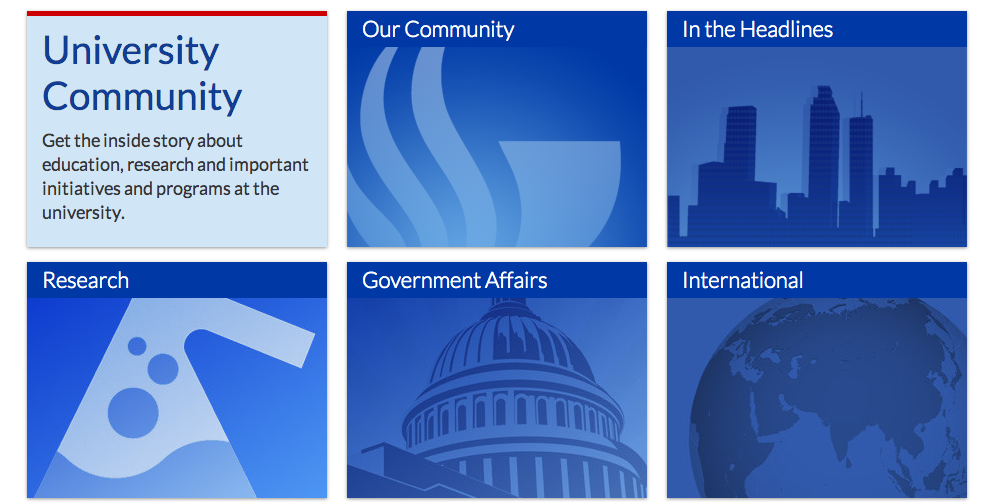 University
Community
Get the inside story about
education, research and important
initiatives and programs at the
university.
Our Community
In the Headlines
Research
Government Affairs
International